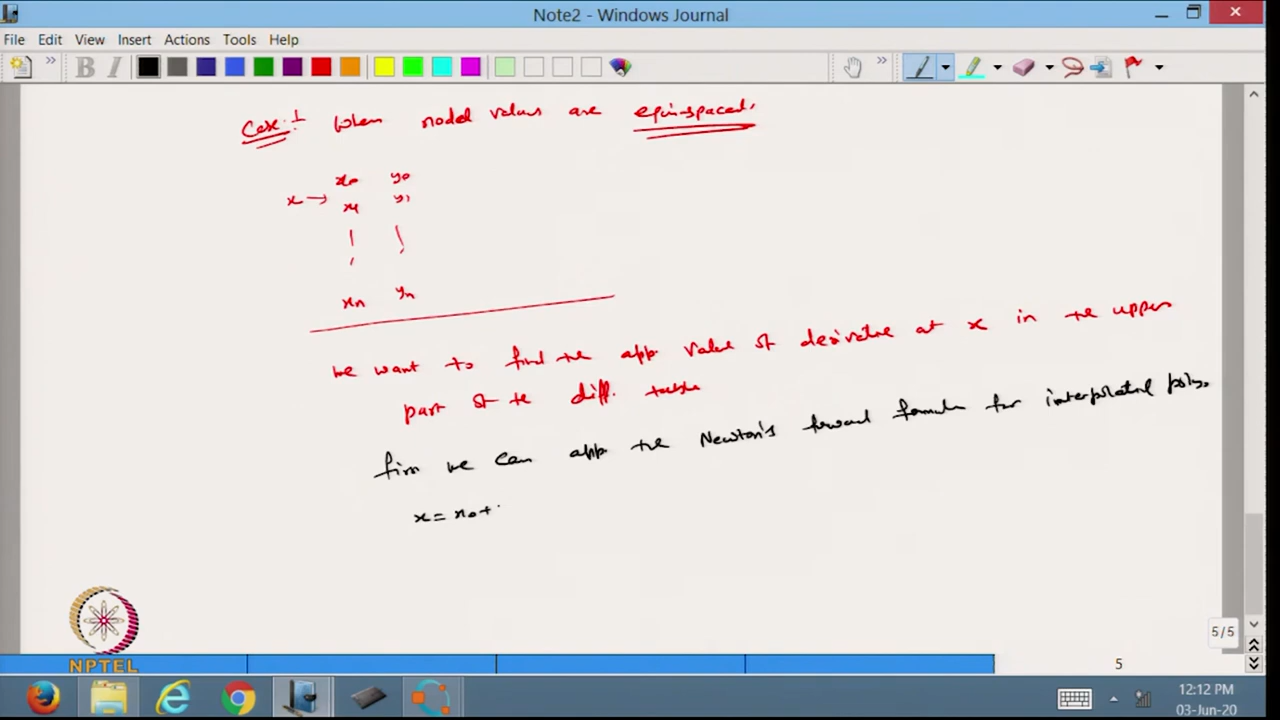 Note2 - Windows Journal
File Edit View Insert Actions Tools Help
Case: 1 When nodal values are equi-spaced.
x0 y0
x → x1 y1
xn yn
we want to find the app value of derivative at x in the upper
part of the diff. table
first we can app the Newton's forward formula for interpolated poly.
x = x0 +
5/5
NPTEL
5
12:12 PM
03-Jun-20